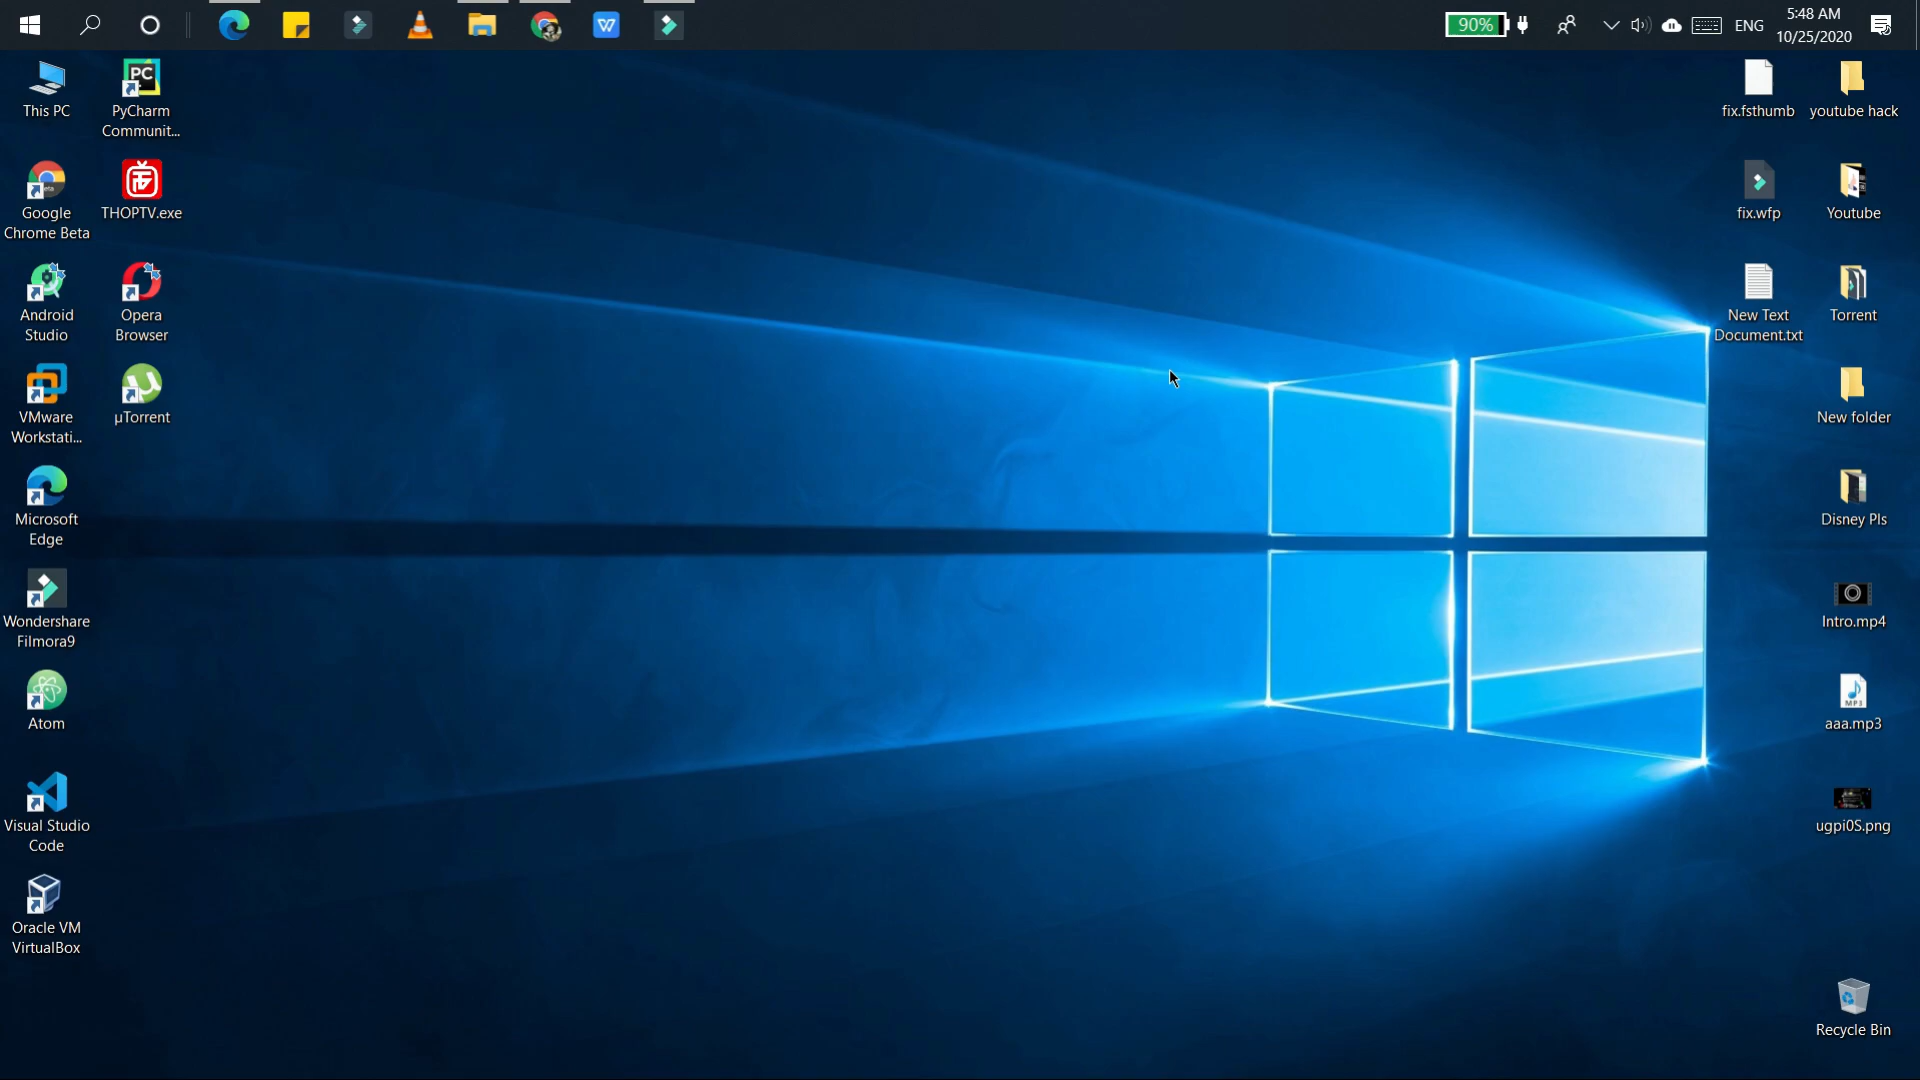 90%
ENG
5:48 AM
10/25/2020
This PC
PC
PyCharm
Communit...
fix.fsthumb
youtube hack
Google
Chrome Beta
THOPTV.exe
fix.wfp
Youtube
Android
Studio
Opera
Browser
New Text
Document.txt
Torrent
VMware
Workstati...
µTorrent
New folder
Microsoft
Edge
Disney Pls
Wondershare
Filmora9
Intro.mp4
Atom
MP3
aaa.mp3
Visual Studio
Code
ugpi0S.png
Oracle VM
VirtualBox
Recycle Bin